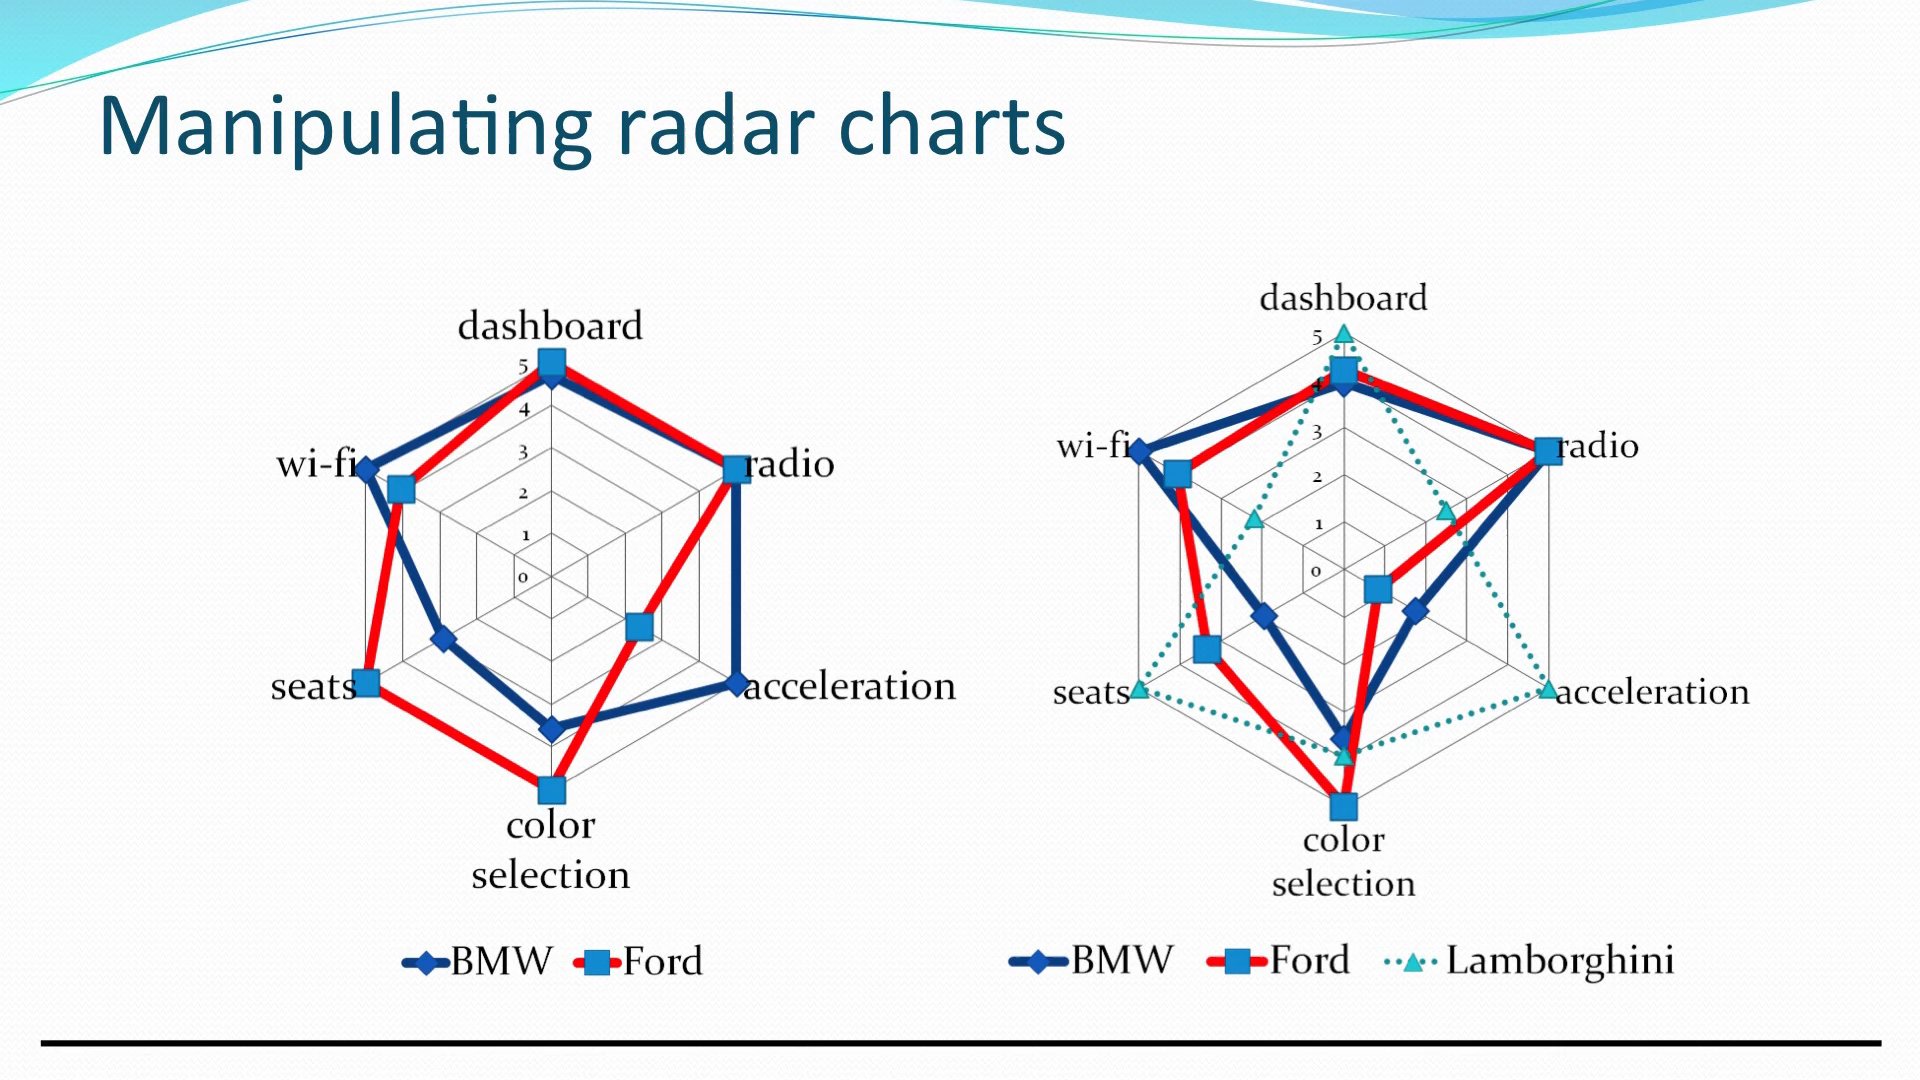 Manipulating radar charts
dashboard
5
4
3
2
1
0
wi-fi
radio
seats
acceleration
color
selection
BMW Ford
dashboard
5
4
3
2
1
0
wi-fi
radio
seats
acceleration
color
selection
BMW Ford Lamborghini